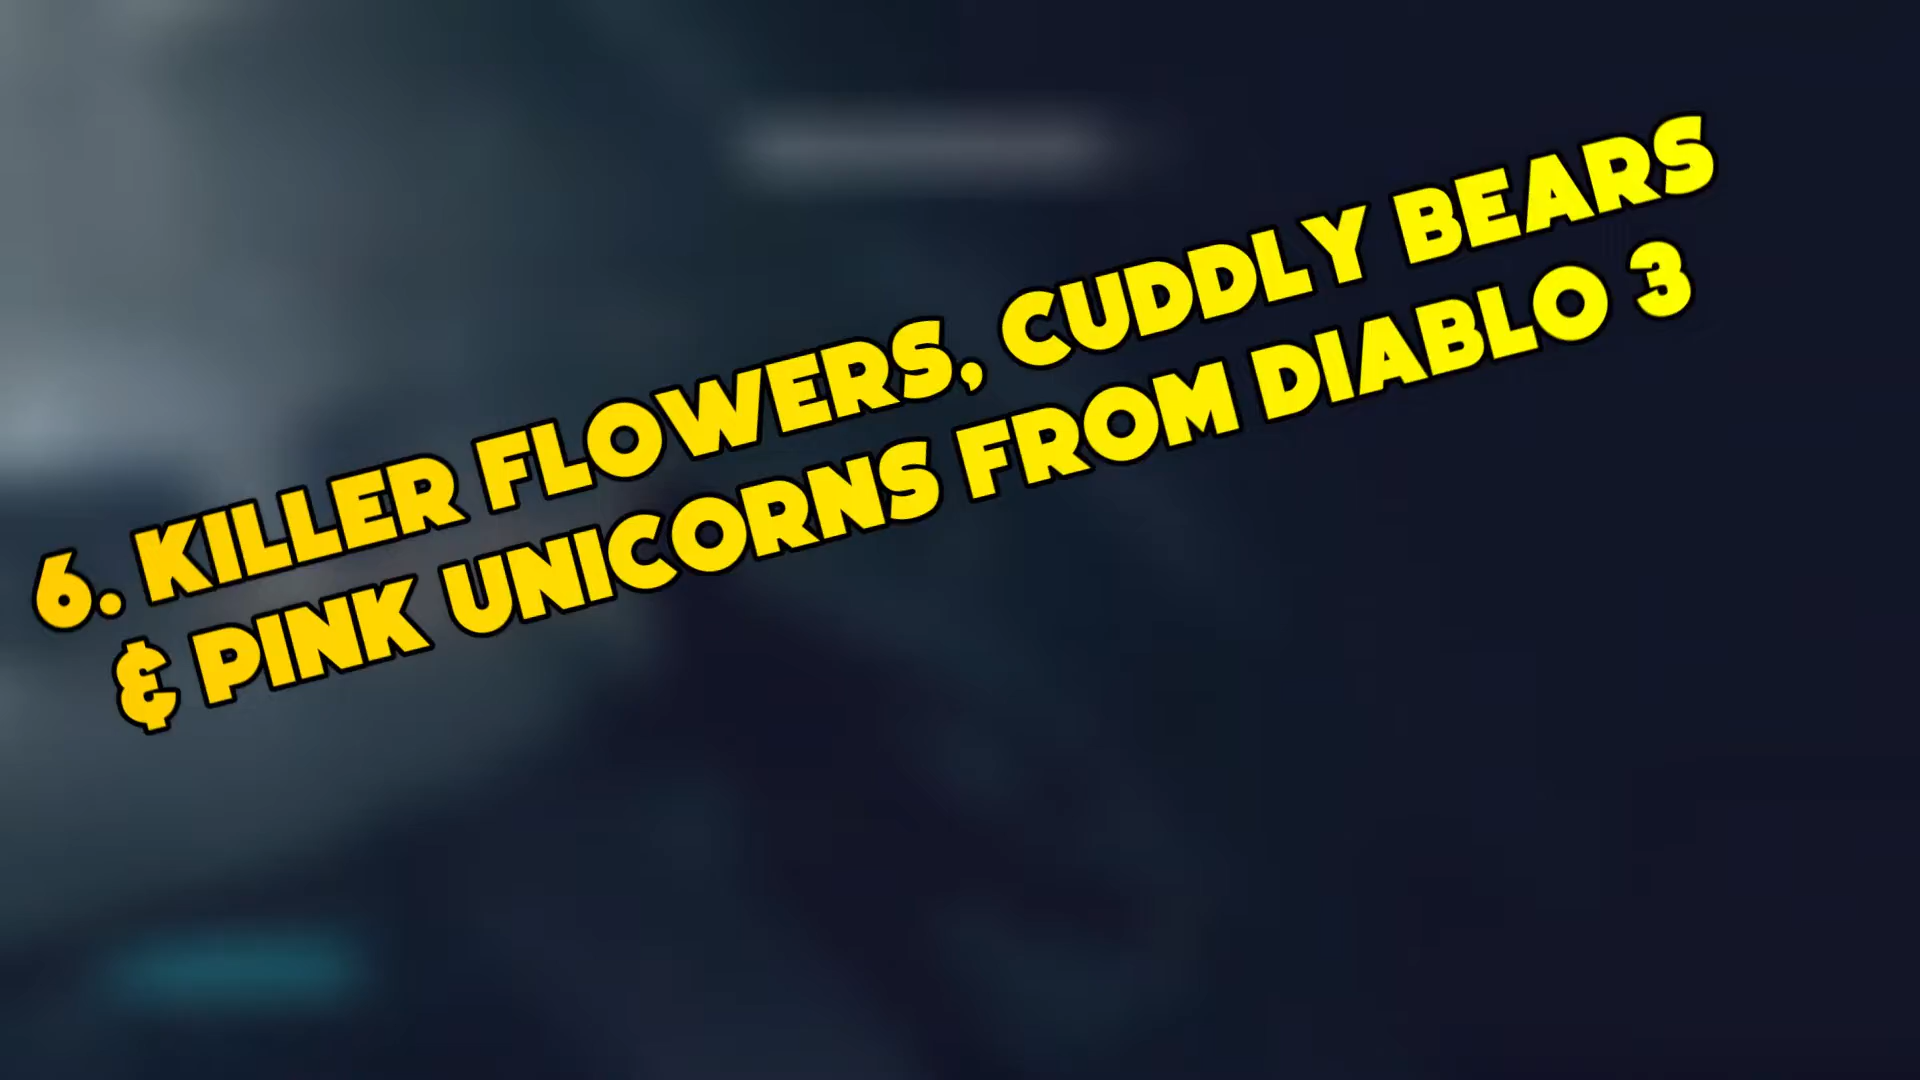 6. KILLER FLOWERS, CUDDLY BEARS
& PINK UNICORNS FROM DIABLO 3